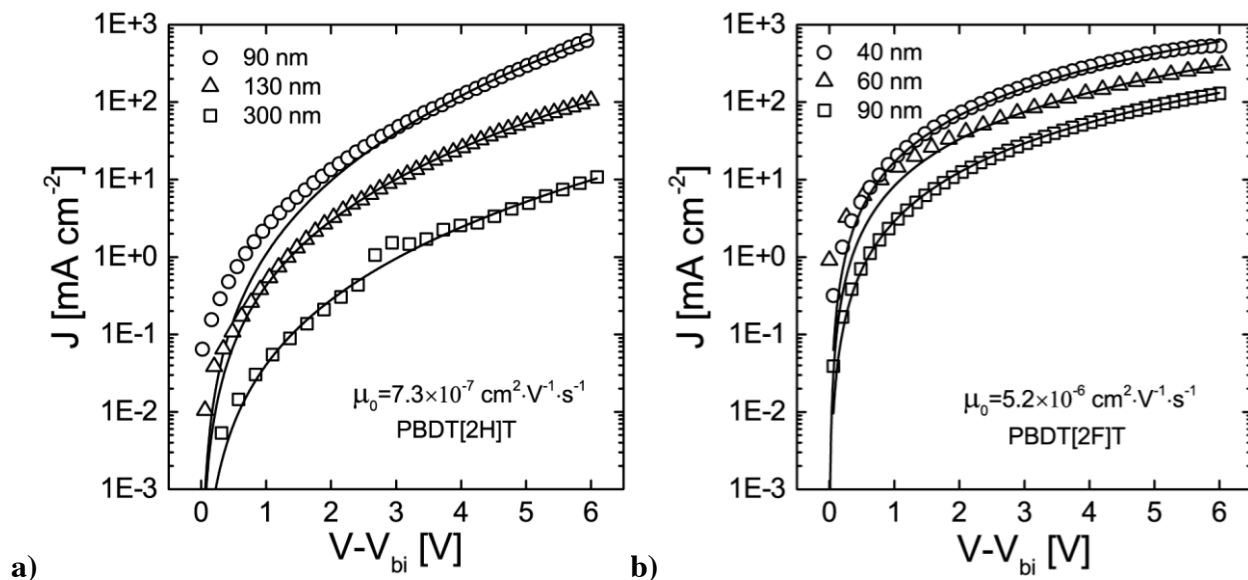 1E+3
1E+2
1E+1
1E+0
1E-1
1E-2
1E-3
J [mA cm⁻²]
90 nm
130 nm
300 nm
μ₀=7.3×10⁻⁷ cm²·V⁻¹·s⁻¹
PBDT[2H]T
0 1 2 3 4 5 6
V-V_bi [V]
a)
1E+3
1E+2
1E+1
1E+0
1E-1
1E-2
1E-3
J [mA cm⁻²]
40 nm
60 nm
90 nm
μ₀=5.2×10⁻⁶ cm²·V⁻¹·s⁻¹
PBDT[2F]T
0 1 2 3 4 5 6
V-V_bi [V]
b)